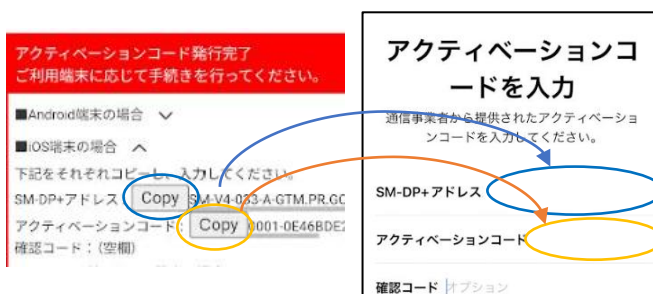 アクティベーションコード発行完了
ご利用端末に応じて手続きを行ってください。
■Android端末の場合
■iOS端末の場合
下記をそれぞれコピーし、入力してください。
SM-DP+アドレス Copy SM-V4-033-A-GTM.PR.GO
アクティベーションコード: Copy 0001-0E46BDE2
確認コード:(空欄)
アクティベーションコ
ードを入力
通信事業者から提供されたアクティベーショ
ンコードを入力してください。
SM-DP+アドレス
アクティベーションコード
確認コード オプション